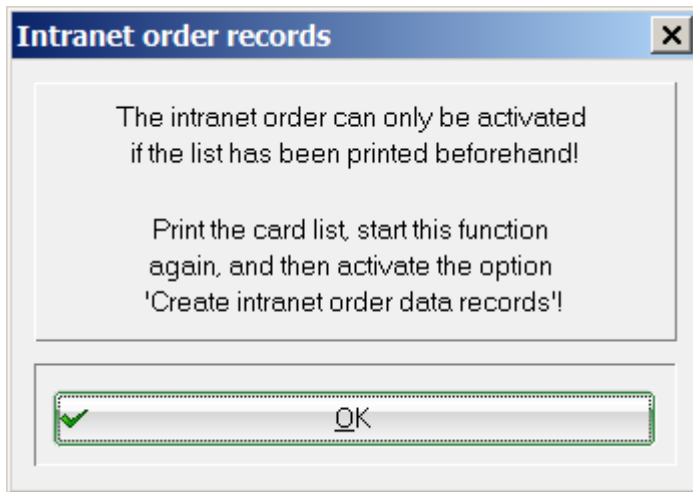 Intranet order records
The intranet order can only be activated
if the list has been printed beforehand!
Print the card list, start this function
again, and then activate the option
'Create intranet order data records'!
OK